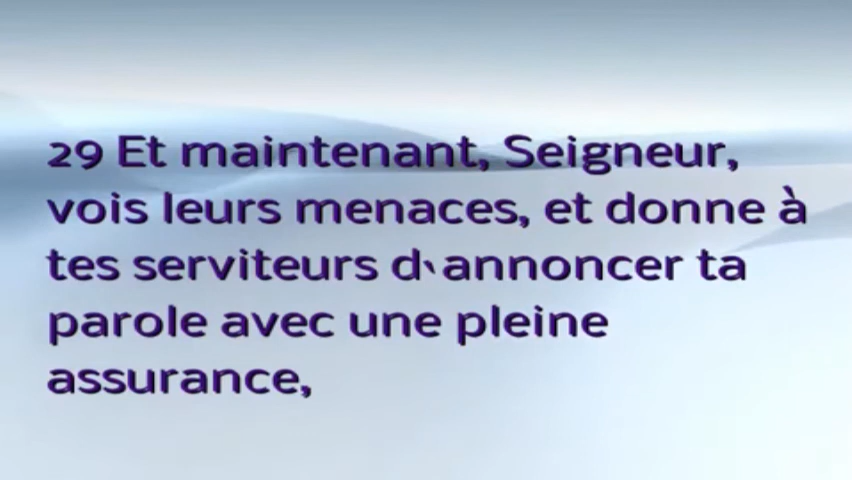 29 Et maintenant, Seigneur,
vois leurs menaces, et donne à
tes serviteurs d`annoncer ta
parole avec une pleine
assurance,